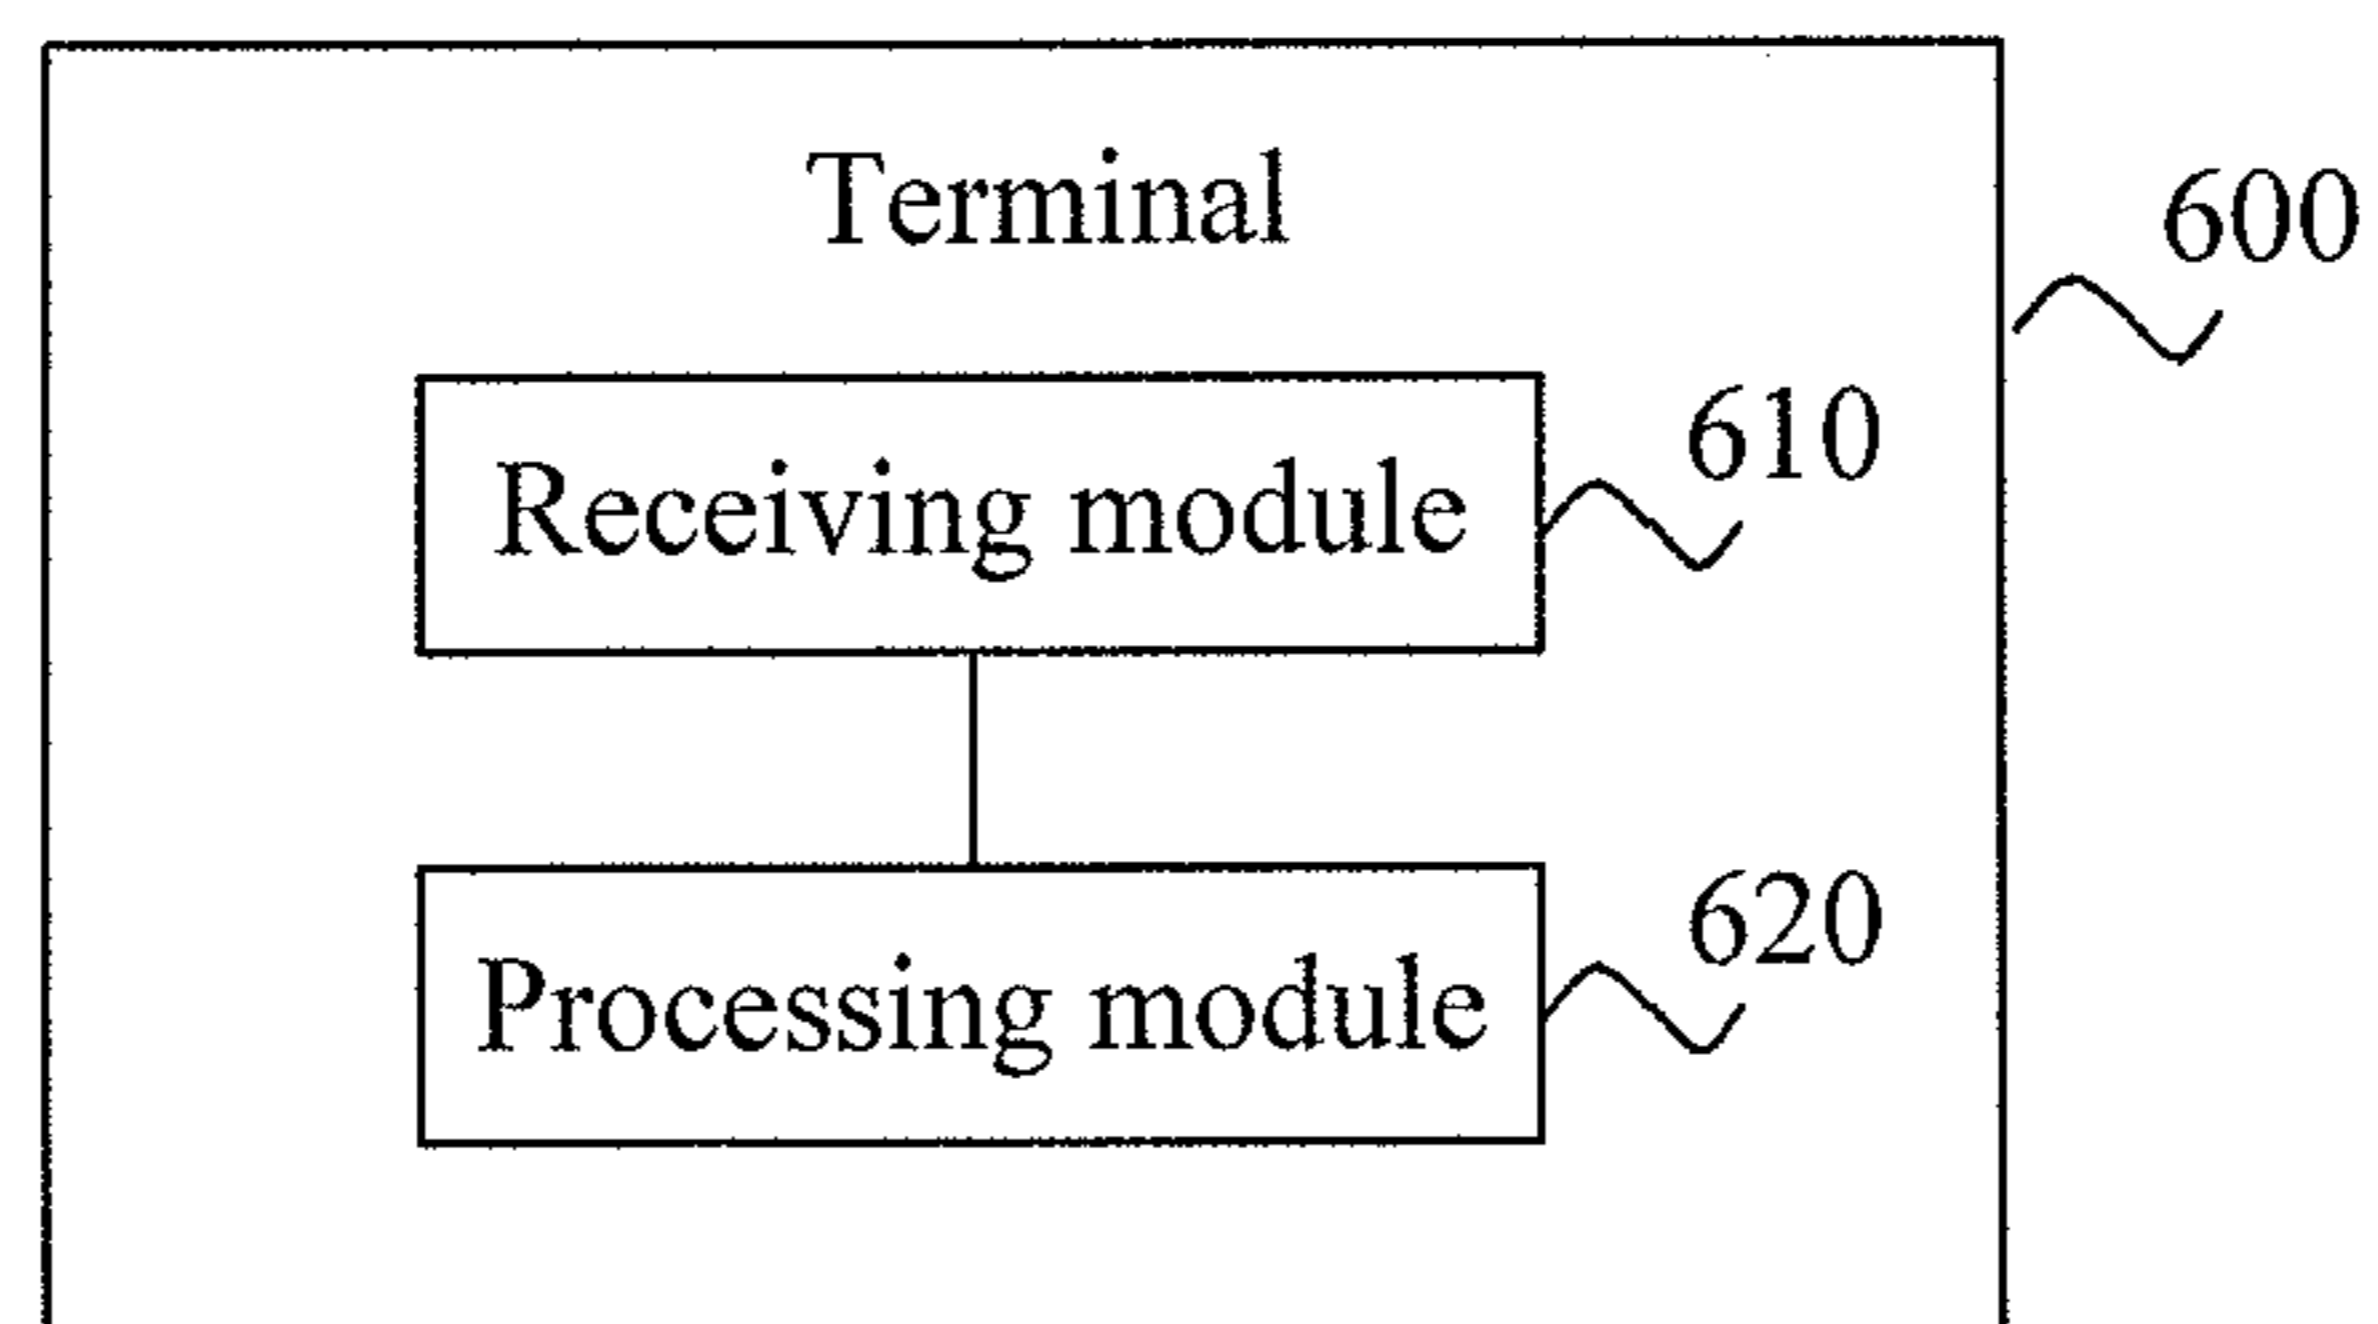 Terminal
600
Receiving module
610
Processing module
620